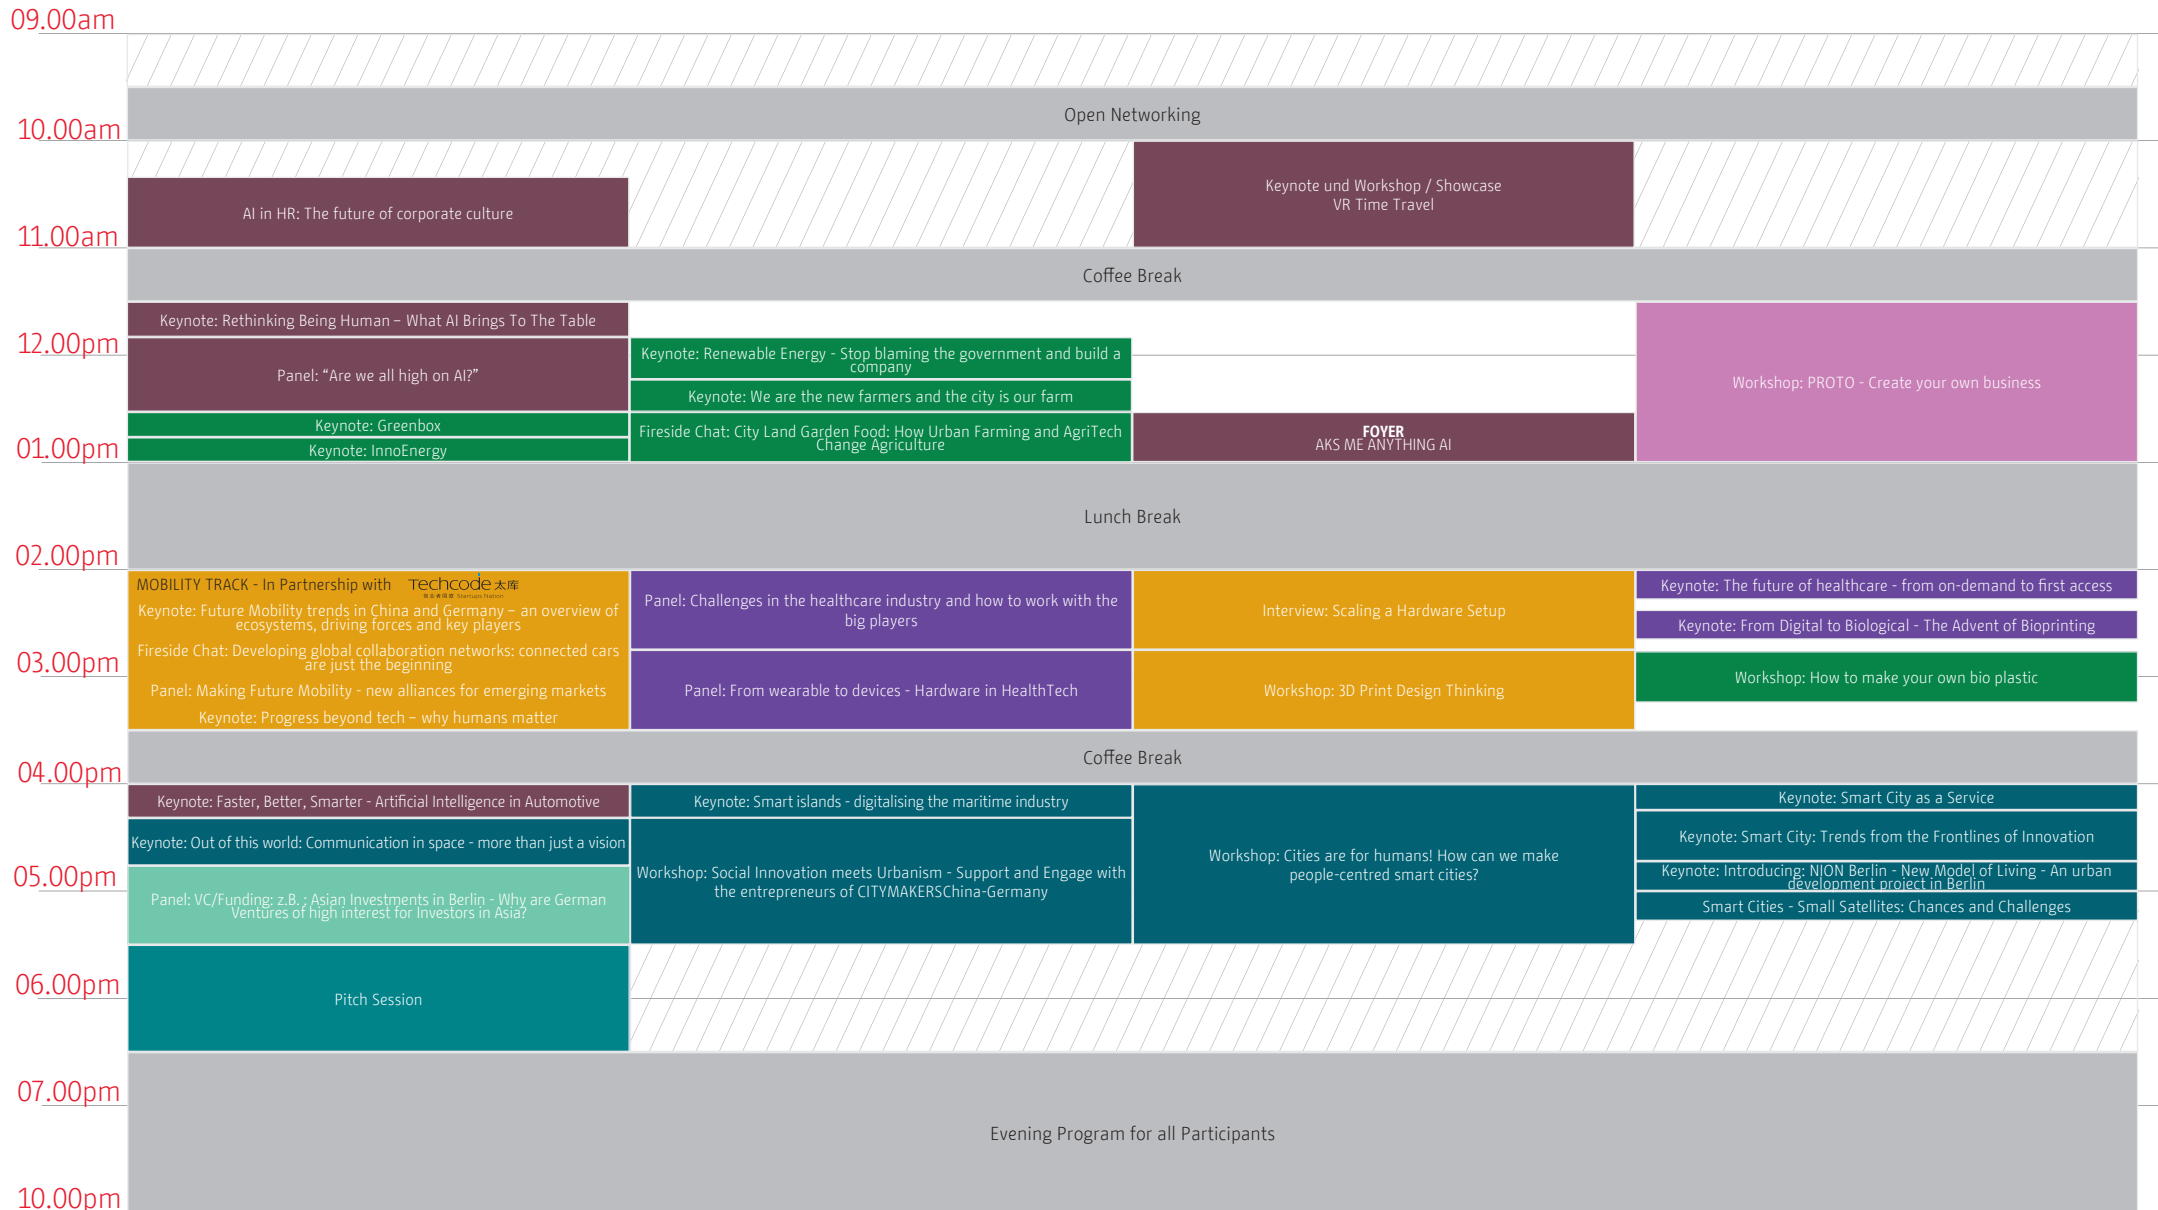 09.00am
Open Networking
10.00am
Keynote und Workshop / Showcase
VR Time Travel
AI in HR: The future of corporate culture
11.00am
Coffee Break
Keynote: Rethinking Being Human – What AI Brings To The Table
12.00pm
Panel: “Are we all high on AI?”
Keynote: Renewable Energy - Stop blaming the government and build a
company
Keynote: We are the new farmers and the city is our farm
Workshop: PROTO - Create your own business
Keynote: Greenbox
Keynote: InnoEnergy
Fireside Chat: City Land Garden Food: How Urban Farming and AgriTech
Change Agriculture
FOYER
AKS ME ANYTHING AI
01.00pm
Lunch Break
02.00pm
MOBILITY TRACK - In Partnership with Techcode 太库
Startups Nation
Keynote: Future Mobility trends in China and Germany – an overview of
ecosystems, driving forces and key players
Fireside Chat: Developing global collaboration networks: connected cars
are just the beginning
Panel: Making Future Mobility - new alliances for emerging markets
Keynote: Progress beyond tech – why humans matter
Panel: Challenges in the healthcare industry and how to work with the
big players
Panel: From wearable to devices - Hardware in HealthTech
Interview: Scaling a Hardware Setup
Workshop: 3D Print Design Thinking
Keynote: The future of healthcare - from on-demand to first access
Keynote: From Digital to Biological - The Advent of Bioprinting
Workshop: How to make your own bio plastic
03.00pm
Coffee Break
04.00pm
Keynote: Faster, Better, Smarter - Artificial Intelligence in Automotive
Keynote: Out of this world: Communication in space - more than just a vision
Panel: VC/Funding: z.B. : Asian Investments in Berlin - Why are German
Ventures of high interest for Investors in Asia?
Keynote: Smart islands - digitalising the maritime industry
Workshop: Social Innovation meets Urbanism - Support and Engage with
the entrepreneurs of CITYMAKERSChina-Germany
Workshop: Cities are for humans! How can we make
people-centred smart cities?
Keynote: Smart City as a Service
Keynote: Smart City: Trends from the Frontlines of Innovation
Keynote: Introducing: NION Berlin - New Model of Living - An urban
development project in Berlin
Smart Cities - Small Satellites: Chances and Challenges
05.00pm
Pitch Session
06.00pm
07.00pm
Evening Program for all Participants
10.00pm